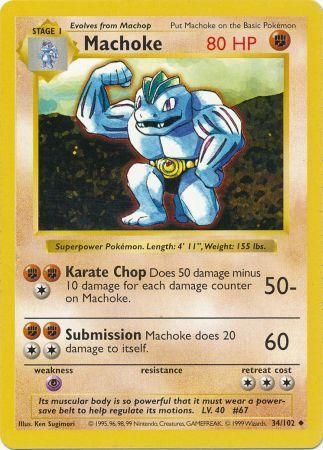 STAGE 1
Evolves from Machop
Put Machoke on the Basic Pokémon
Machoke
80 HP
Superpower Pokémon. Length: 4' 11", Weight: 155 lbs.
Karate Chop Does 50 damage minus
10 damage for each damage counter
on Machoke.
50-
Submission Machoke does 20
damage to itself.
60
weakness
resistance
retreat cost
Its muscular body is so powerful that it must wear a power-
save belt to help regulate its motions. LV. 40 #67
Illus. Ken Sugimori
©1995, 96, 98, 99 Nintendo, Creatures, GAMEFREAK. ©1999 Wizards.
34/102